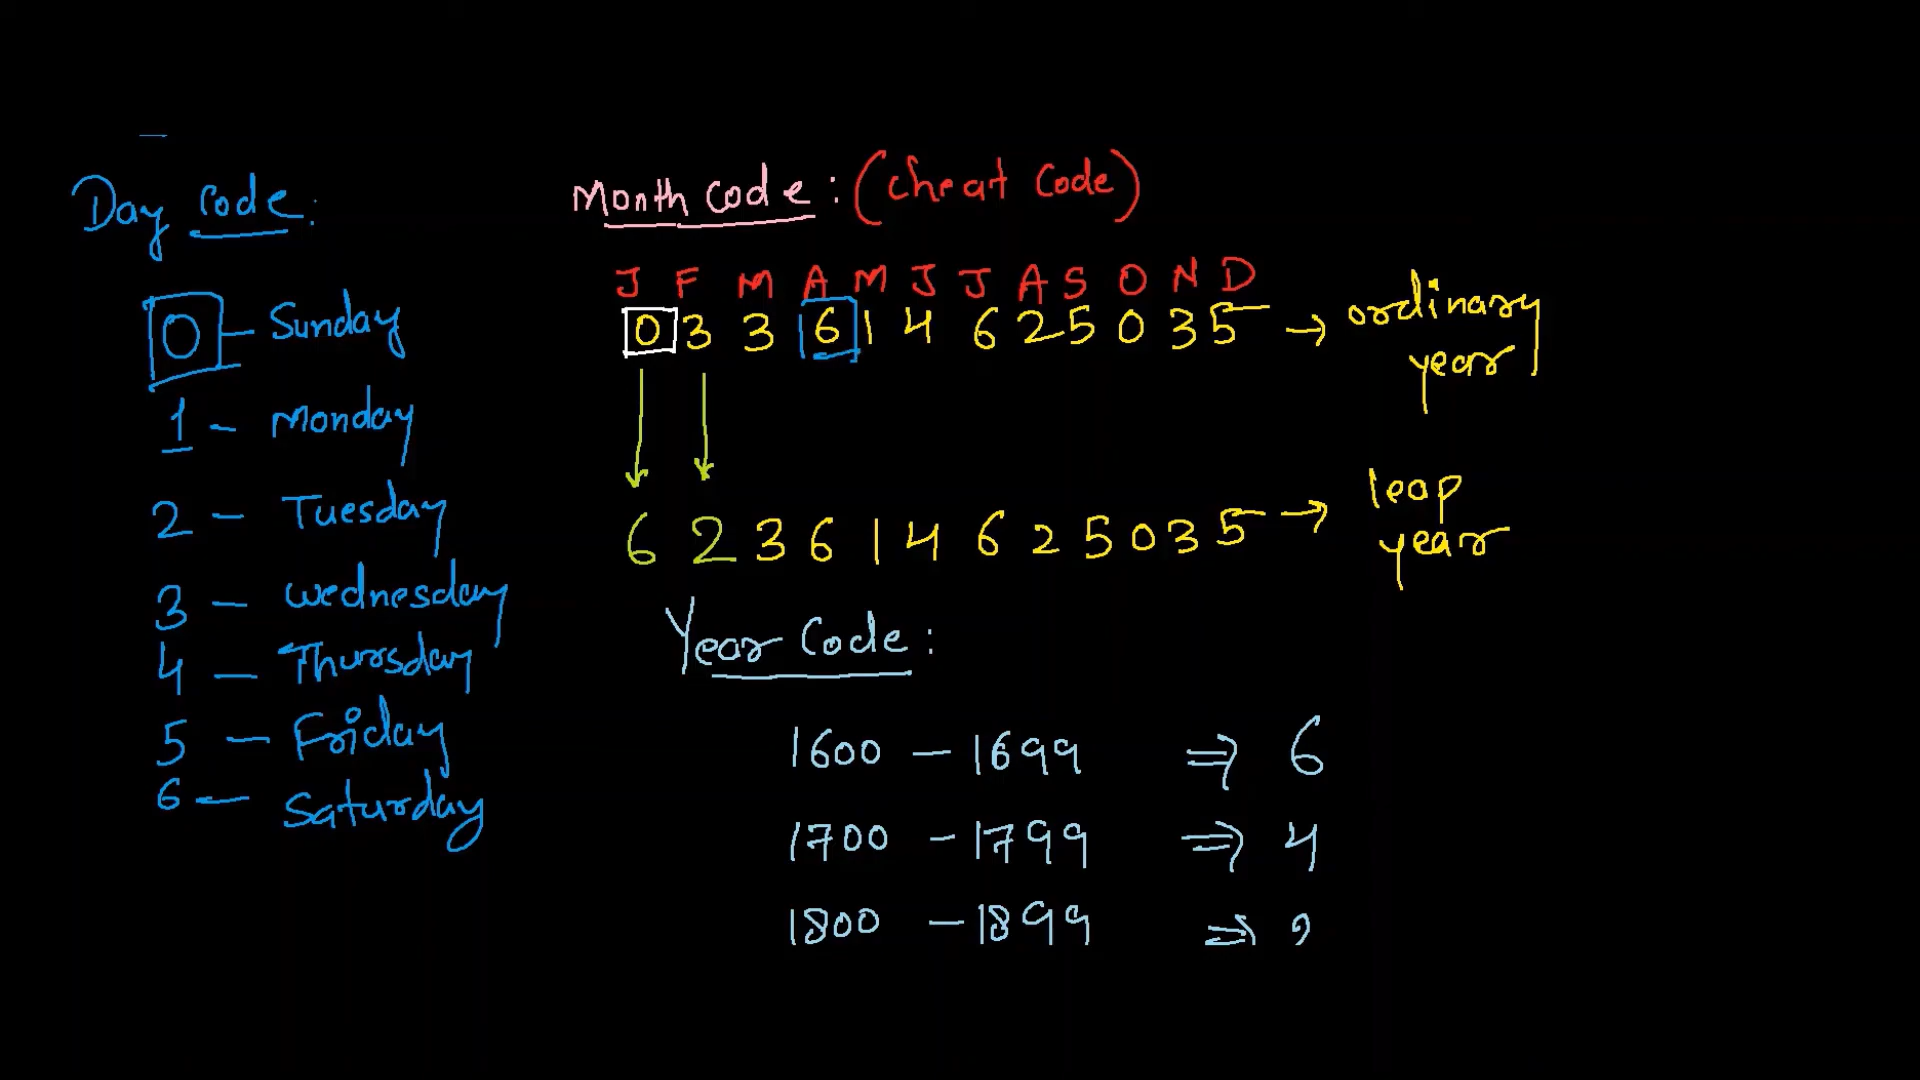 Day code:
0 - Sunday
1 - Monday
2 - Tuesday
3 - wednesday
4 - Thursday
5 - Friday
6 - Saturday
Month code: (cheat code)
J F M A M J J A S O N D
0 3 3 6 1 4 6 2 5 0 3 5 → ordinary year
6 2 3 6 1 4 6 2 5 0 3 5 → leap year
Year code:
1600 - 1699 ⇒ 6
1700 - 1799 ⇒ 4
1800 - 1899 ⇒